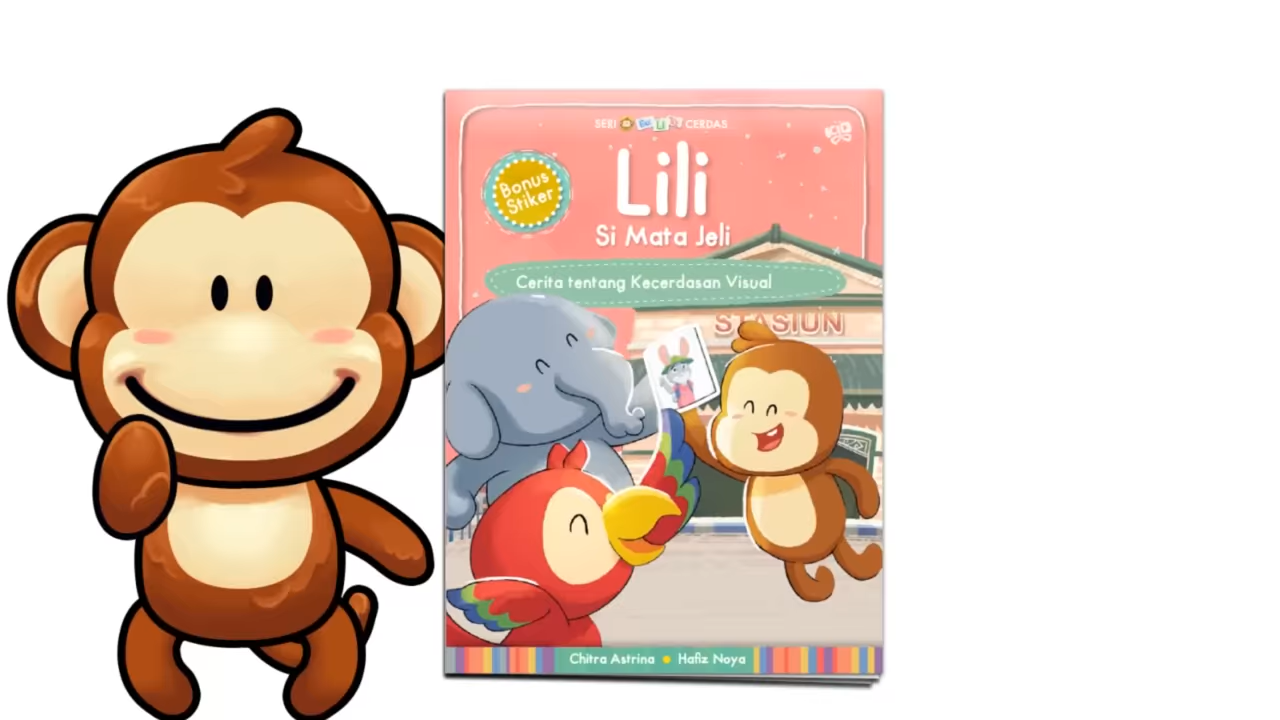 SERI CERDAS
Lili
Si Mata Jeli
Bonus
Stiker
Cerita tentang Kecerdasan Visual
STASIUN
Chitra Astrina • Hafiz Noya